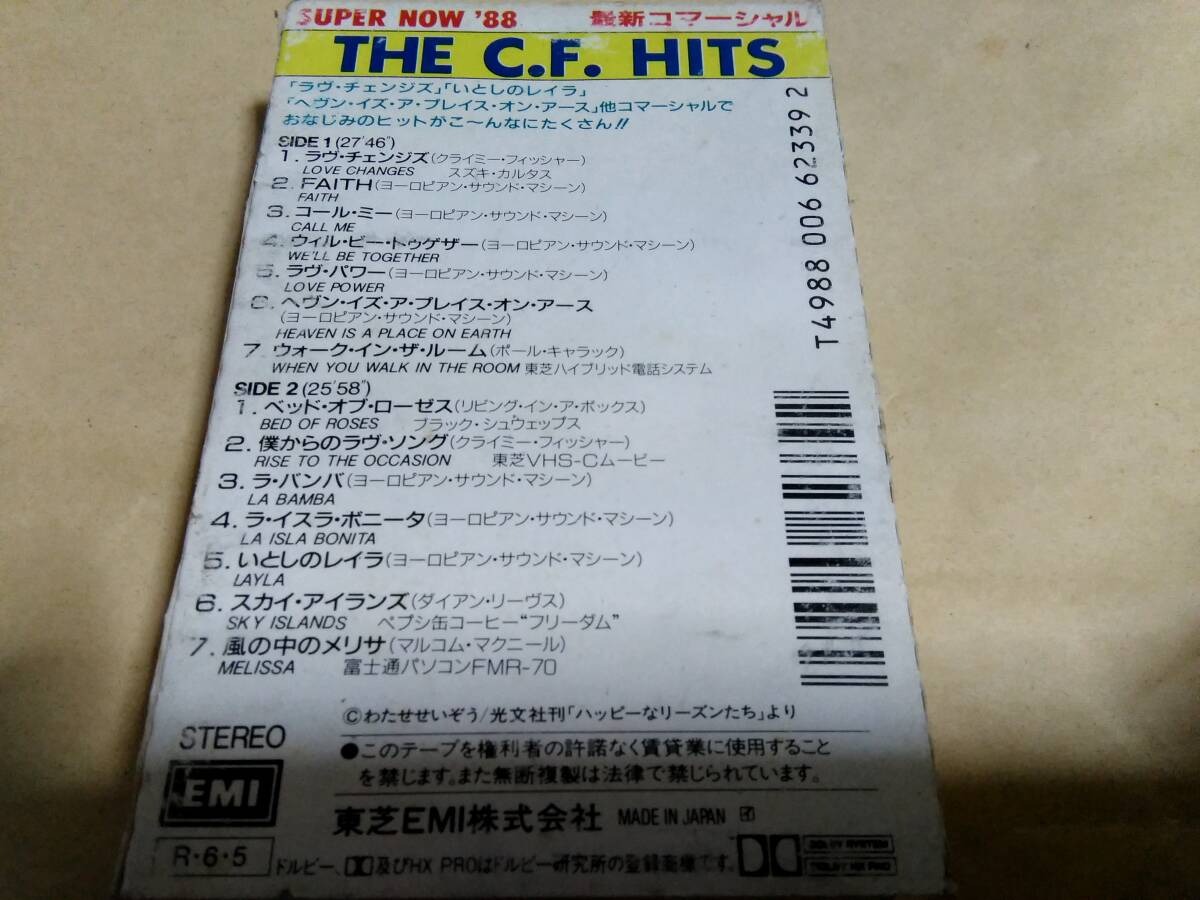 SUPER NOW '88 最新コマーシャル
THE C.F. HITS
「ラヴ・チェンジズ」「いとしのレイラ」
「ヘヴン・イズ・ア・プレイス・オン・アース」他コマーシャルで
おなじみのヒットがこ〜んなにたくさん!!
SIDE 1 (27'46")
1. ラヴ・チェンジズ(クライミー・フィッシャー)
LOVE CHANGES スズキ・カルタス
2. FAITH(ヨーロピアン・サウンド・マシーン)
FAITH
3. コール・ミー(ヨーロピアン・サウンド・マシーン)
CALL ME
4. ウィル・ビー・トゥゲザー(ヨーロピアン・サウンド・マシーン)
WE'LL BE TOGETHER
5. ラヴ・パワー(ヨーロピアン・サウンド・マシーン)
LOVE POWER
6. ヘヴン・イズ・ア・プレイス・オン・アース
(ヨーロピアン・サウンド・マシーン)
HEAVEN IS A PLACE ON EARTH
7. ウォーク・イン・ザ・ルーム(ポール・キャラック)
WHEN YOU WALK IN THE ROOM 東芝ハイブリッド電話システム
SIDE 2 (25'58")
1. ベッド・オブ・ローゼス(リビング・イン・ア・ボックス)
BED OF ROSES ブラック・シュウェップス
2. 僕からのラヴ・ソング(クライミー・フィッシャー)
RISE TO THE OCCASION 東芝VHS-Cムービー
3. ラ・バンバ(ヨーロピアン・サウンド・マシーン)
LA BAMBA
4. ラ・イスラ・ボニータ(ヨーロピアン・サウンド・マシーン)
LA ISLA BONITA
5. いとしのレイラ(ヨーロピアン・サウンド・マシーン)
LAYLA
6. スカイ・アイランズ(ダイアン・リーヴス)
SKY ISLANDS ペプシ缶コーヒー“フリーダム”
7. 風の中のメリサ(マルコム・マクニール)
MELISSA 富士通パソコンFMR-70
T4988 006 623392
©わたせせいぞう/光文社刊「ハッピーなリーズンたち」より
●このテープを権利者の許諾なく賃貸業に使用すること
を禁じます。また無断複製は法律で禁じられています。
STEREO
EMI
東芝EMI株式会社 MADE IN JAPAN
R・6・5
ドルビー、及びHX PROはドルビー研究所の登録商標です。
DOLBY SYSTEM
DOLBY HX PRO